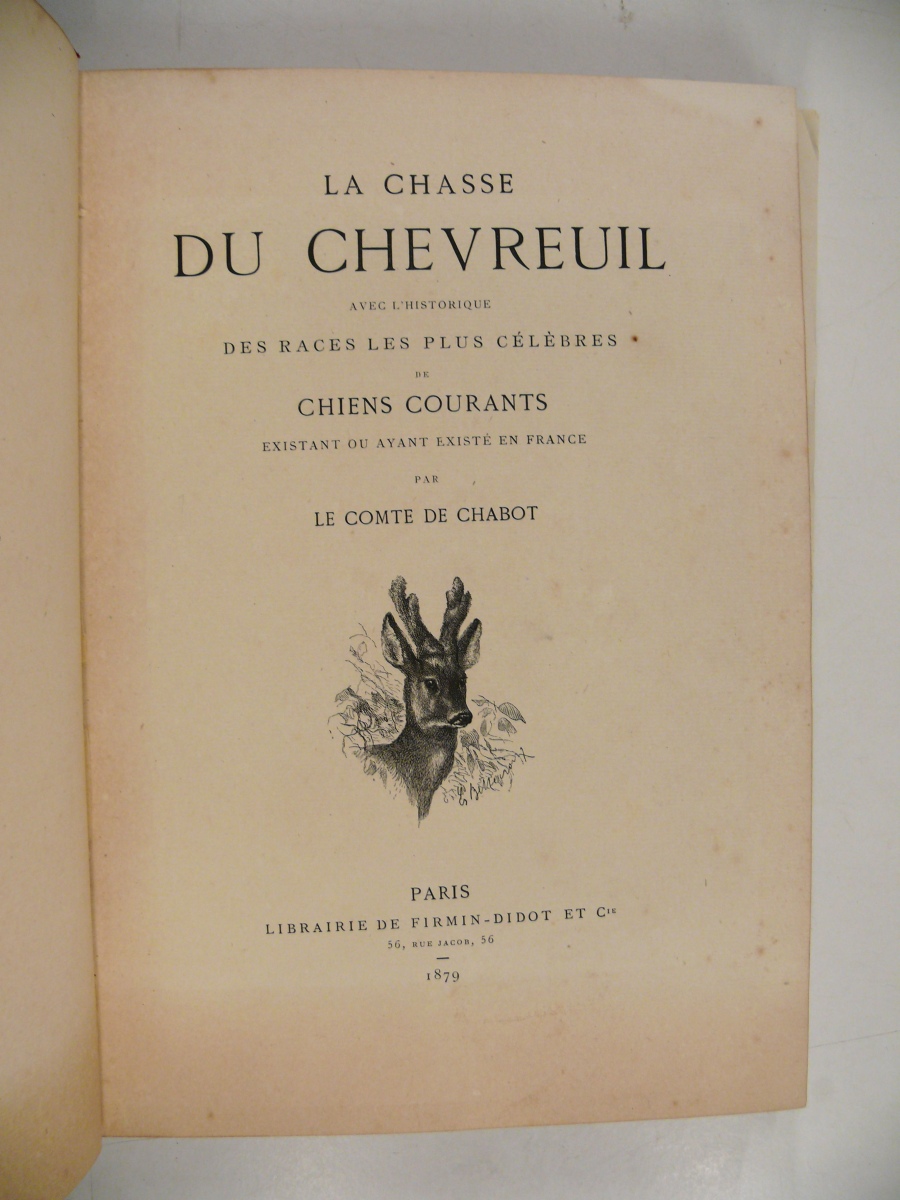 LA CHASSE
DU CHEVREUIL
AVEC L'HISTORIQUE
DES RACES LES PLUS CÉLÈBRES
DE
CHIENS COURANTS
EXISTANT OU AYANT EXISTÉ EN FRANCE
PAR
LE COMTE DE CHABOT
PARIS
LIBRAIRIE DE FIRMIN-DIDOT ET Cie
56, RUE JACOB, 56
1879